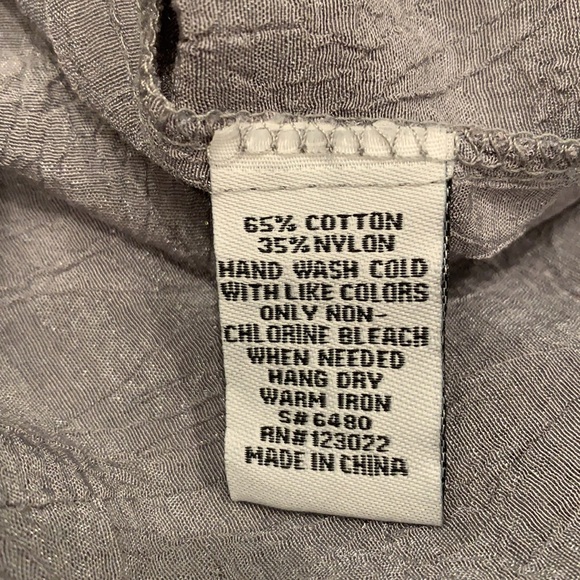 65% COTTON
35% NYLON
HAND WASH COLD
WITH LIKE COLORS
ONLY NON-
CHLORINE BLEACH
WHEN NEEDED
HANG DRY
WARM IRON
S# 6480
RN# 123022
MADE IN CHINA